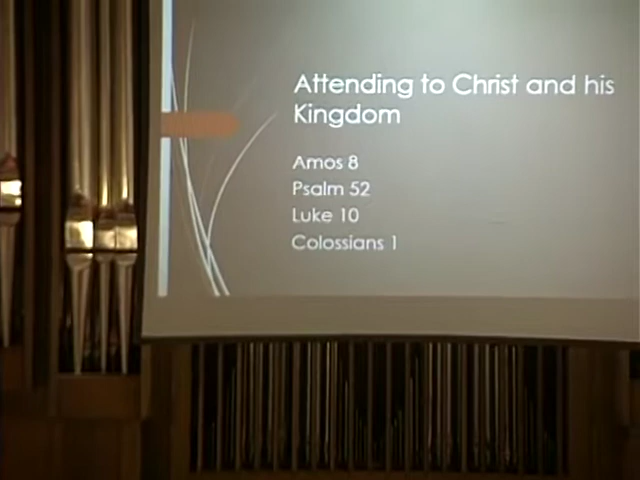 Attending to Christ and his
Kingdom
Amos 8
Psalm 52
Luke 10
Colossians 1